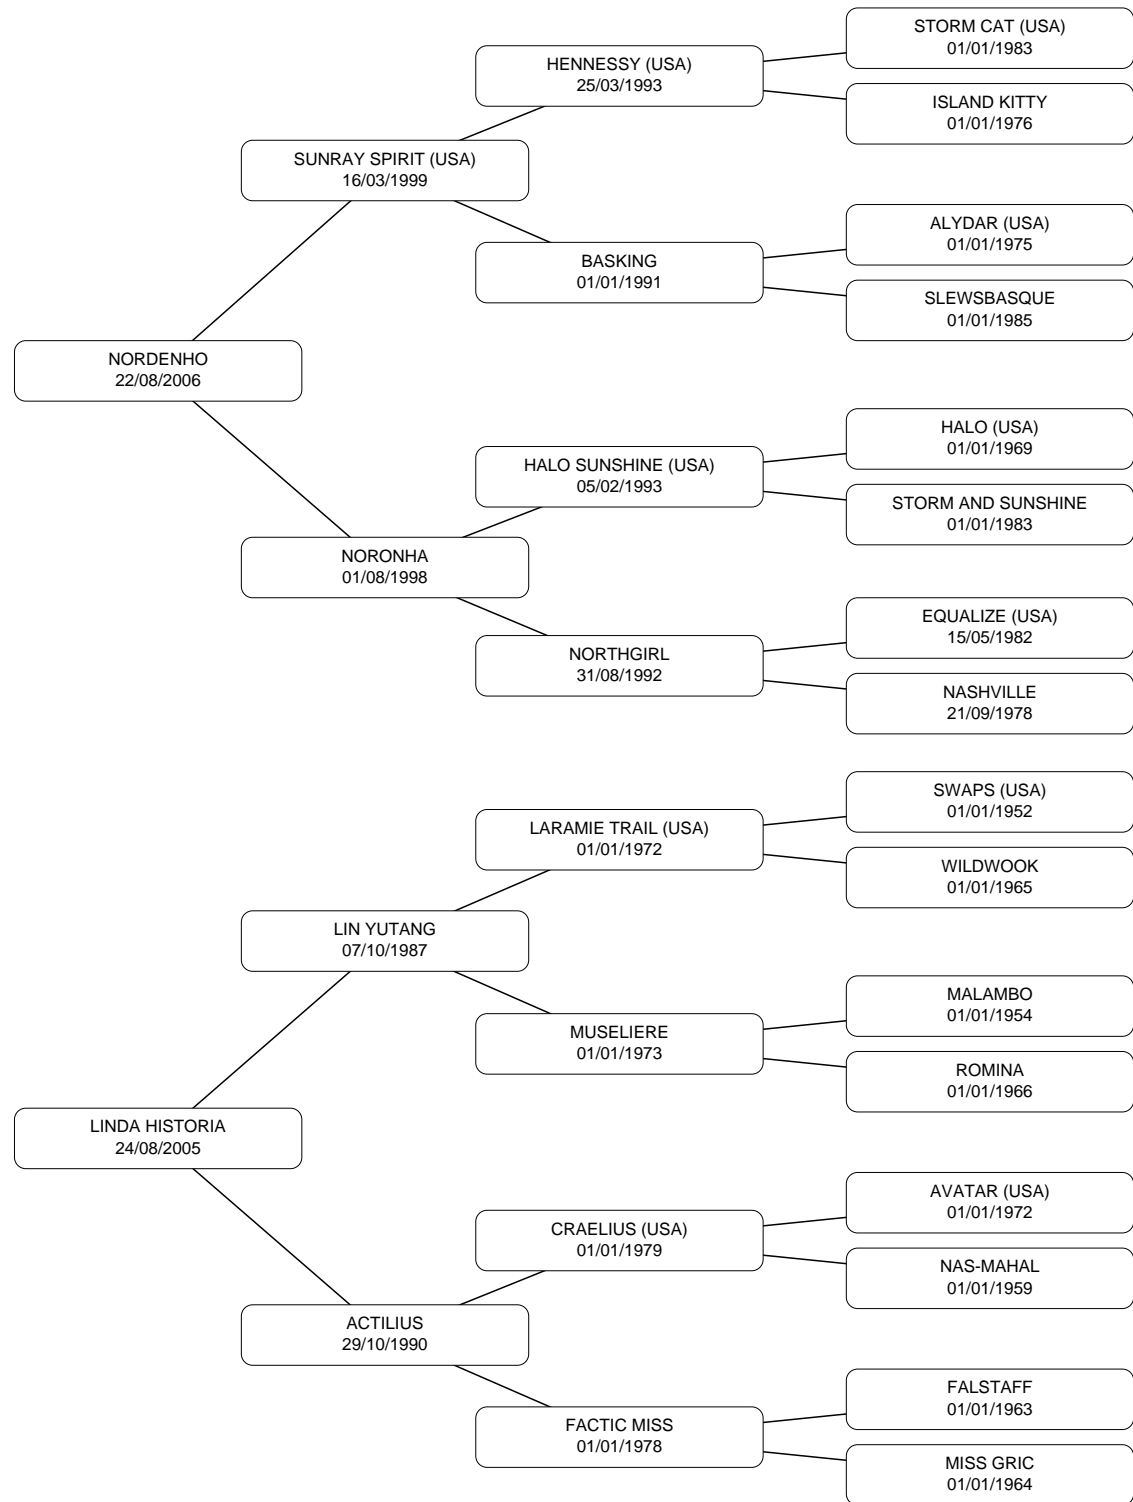 STORM CAT (USA)
01/01/1983
HENNESSY (USA)
25/03/1993
ISLAND KITTY
01/01/1976
SUNRAY SPIRIT (USA)
16/03/1999
ALYDAR (USA)
01/01/1975
BASKING
01/01/1991
SLEWSBASQUE
01/01/1985
NORDENHO
22/08/2006
HALO (USA)
01/01/1969
HALO SUNSHINE (USA)
05/02/1993
STORM AND SUNSHINE
01/01/1983
NORONHA
01/08/1998
EQUALIZE (USA)
15/05/1982
NORTHGIRL
31/08/1992
NASHVILLE
21/09/1978
SWAPS (USA)
01/01/1952
LARAMIE TRAIL (USA)
01/01/1972
WILDWOOK
01/01/1965
LIN YUTANG
07/10/1987
MALAMBO
01/01/1954
MUSELIERE
01/01/1973
ROMINA
01/01/1966
LINDA HISTORIA
24/08/2005
AVATAR (USA)
01/01/1972
CRAELIUS (USA)
01/01/1979
NAS-MAHAL
01/01/1959
ACTILIUS
29/10/1990
FALSTAFF
01/01/1963
FACTIC MISS
01/01/1978
MISS GRIC
01/01/1964